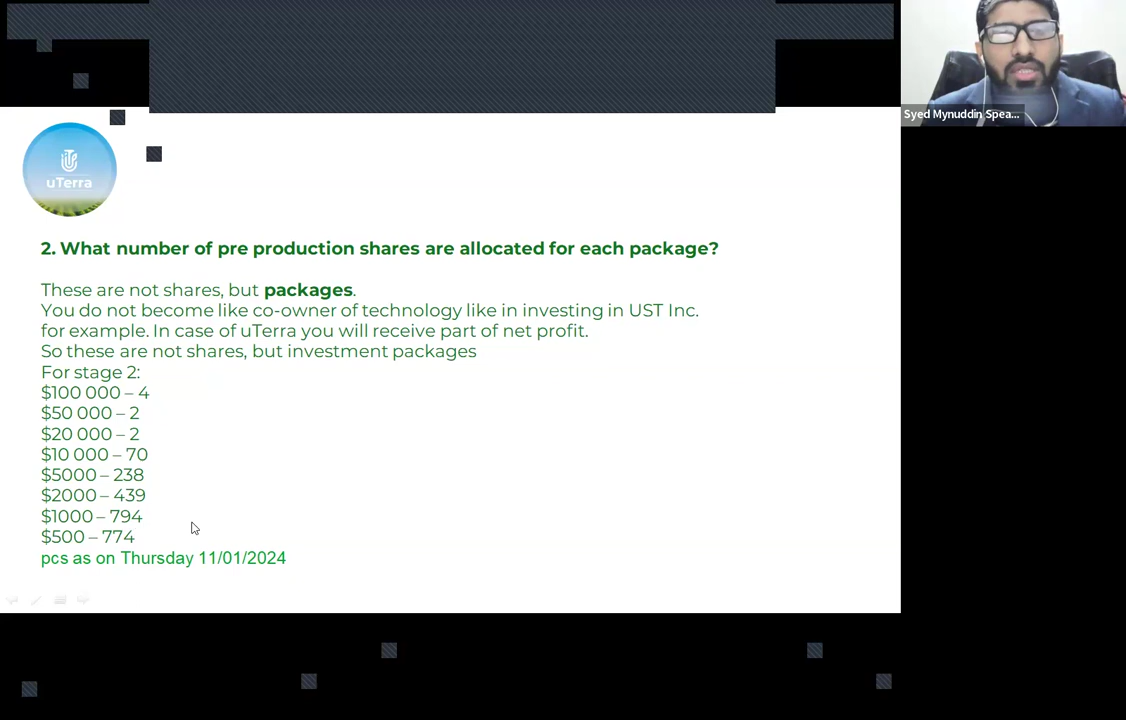 Syed Mynuddin Spea...
uTerra
2. What number of pre production shares are allocated for each package?
These are not shares, but packages.
You do not become like co-owner of technology like in investing in UST Inc.
for example. In case of uTerra you will receive part of net profit.
So these are not shares, but investment packages
For stage 2:
$100 000 – 4
$50 000 – 2
$20 000 – 2
$10 000 – 70
$5000 – 238
$2000 – 439
$1000 – 794
$500 – 774
pcs as on Thursday 11/01/2024